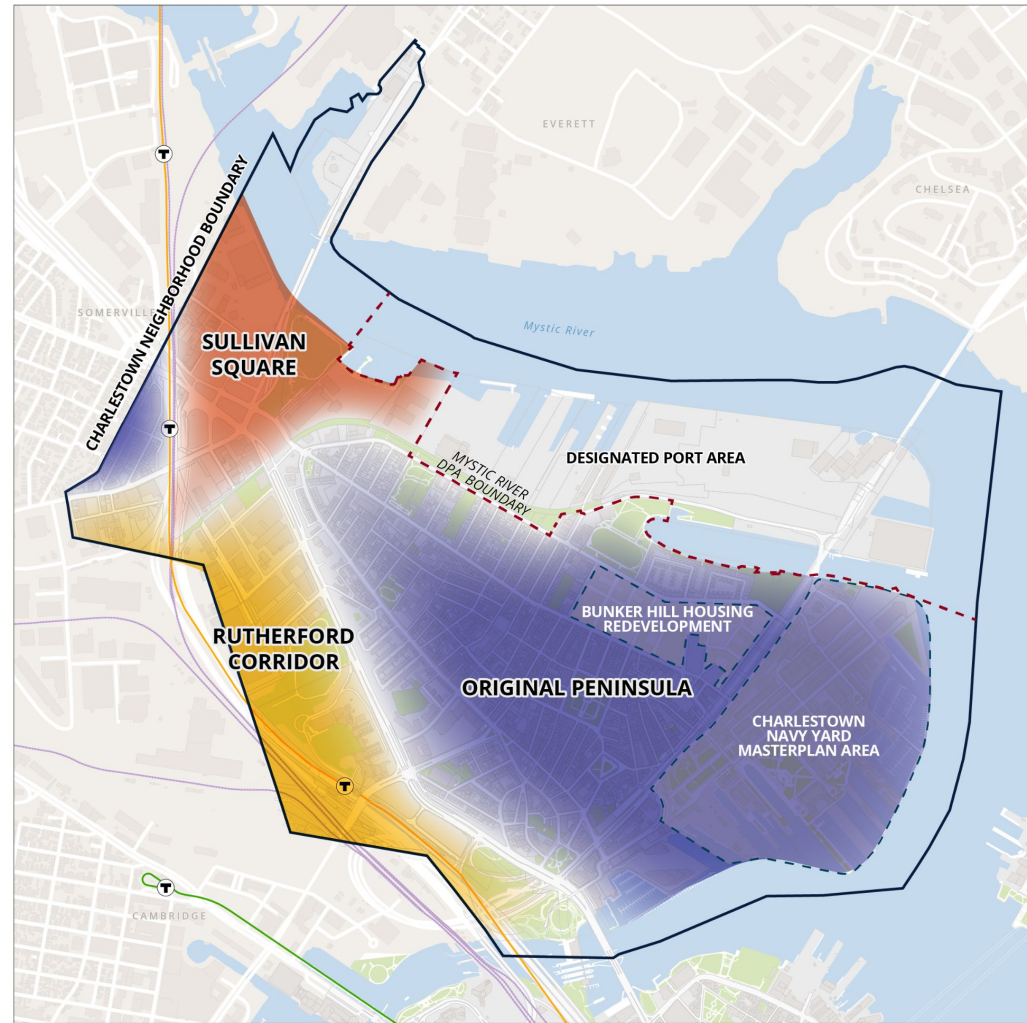 EVERETT
CHELSEA
CHARLESTOWN NEIGHBORHOOD BOUNDARY
SOMERVILLE
Mystic River
SULLIVAN
SQUARE
DESIGNATED PORT AREA
MYSTIC RIVER
DPA BOUNDARY
BUNKER HILL HOUSING
REDEVELOPMENT
RUTHERFORD
CORRIDOR
ORIGINAL PENINSULA
CHARLESTOWN
NAVY YARD
MASTERPLAN AREA
CAMBRIDGE
T
T
T
T